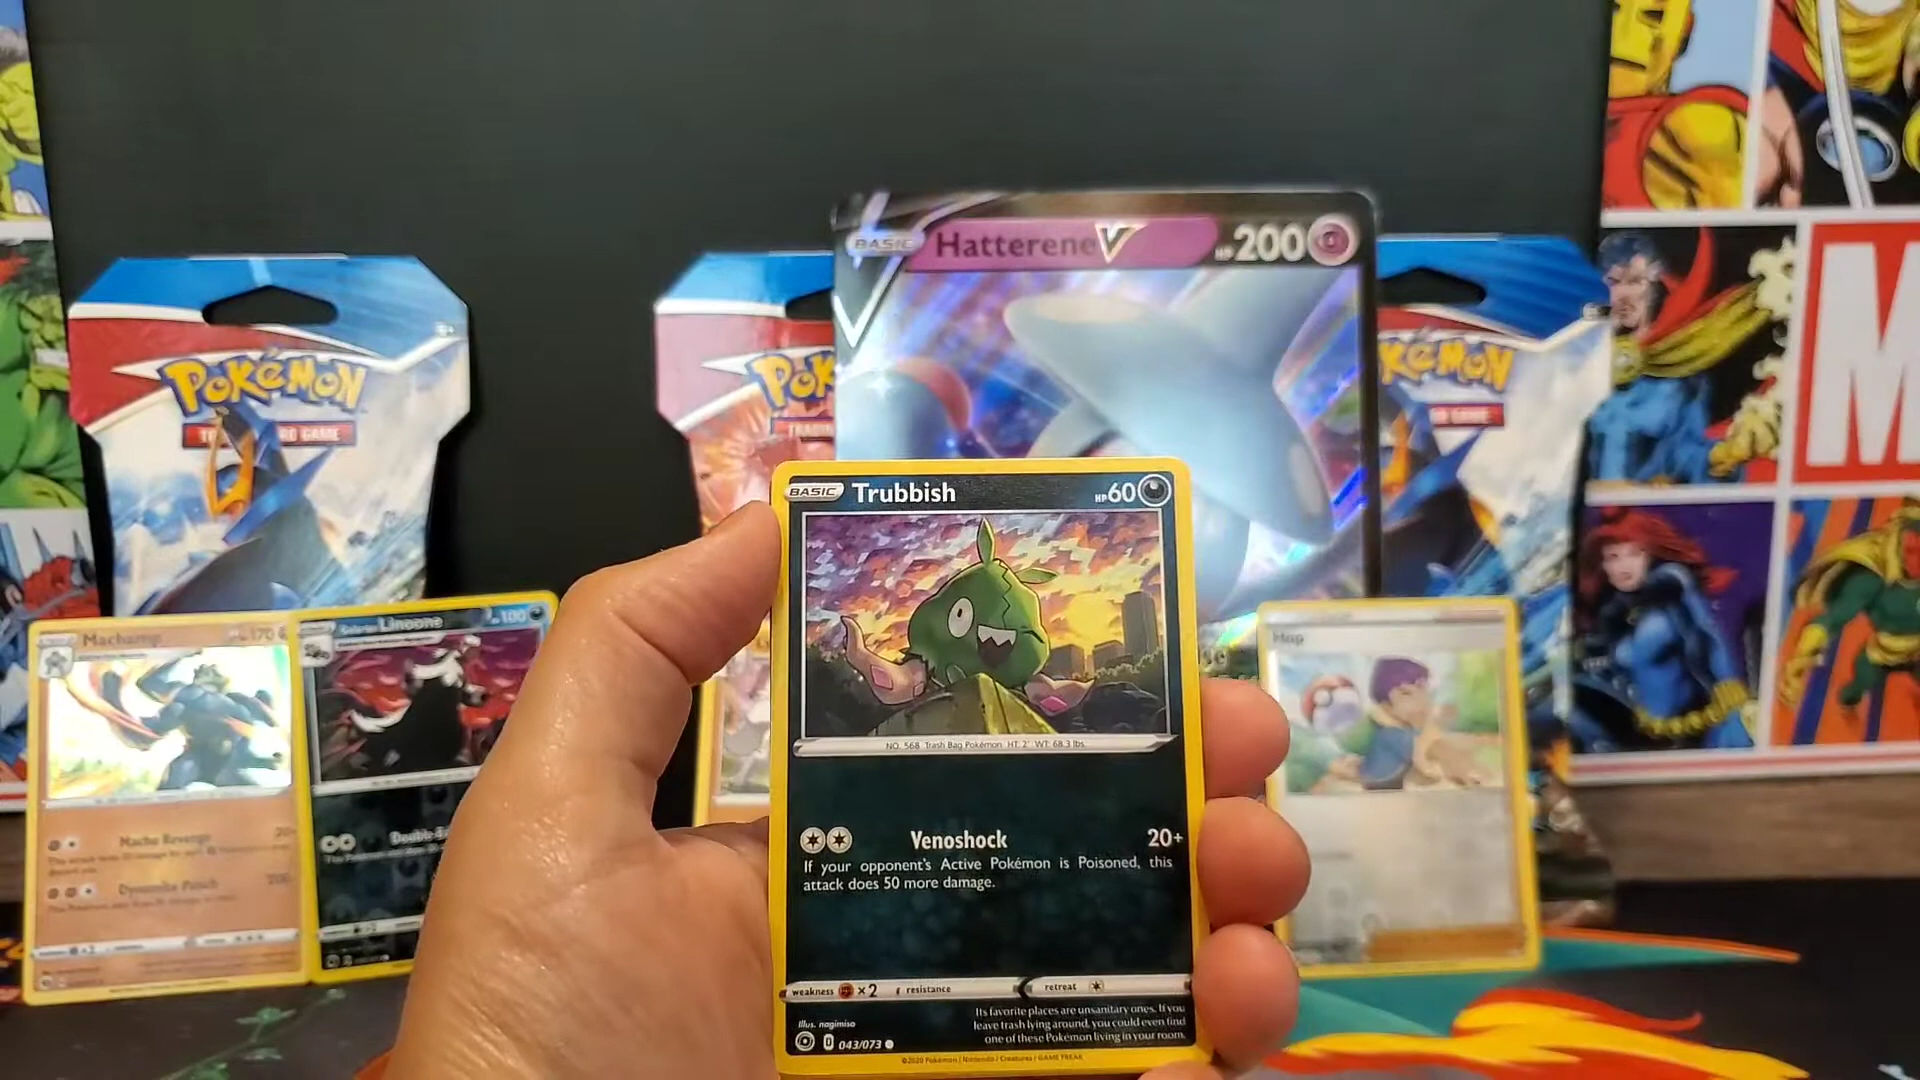 BASIC Hatterene V HP 200
POKÉMON
POKÉMON
KÉMON
BASIC Trubbish HP 60
NO. 568 Trash Bag Pokémon HT: 2' WT: 68.3 lbs.
Venoshock 20+
If your opponent's Active Pokémon is Poisoned, this
attack does 50 more damage.
weakness ×2 resistance retreat
Its favorite places are unsanitary ones. If you
leave trash lying around, you could even find
one of these Pokémon living in your room.
Illus. nagimiso
D 043/073
©2020 Pokémon / Nintendo / Creatures / GAME FREAK
Machamp 170
Macho Revenge 20+
Dynamite Punch 200
Galarian Linoone HP 100
Hop
M